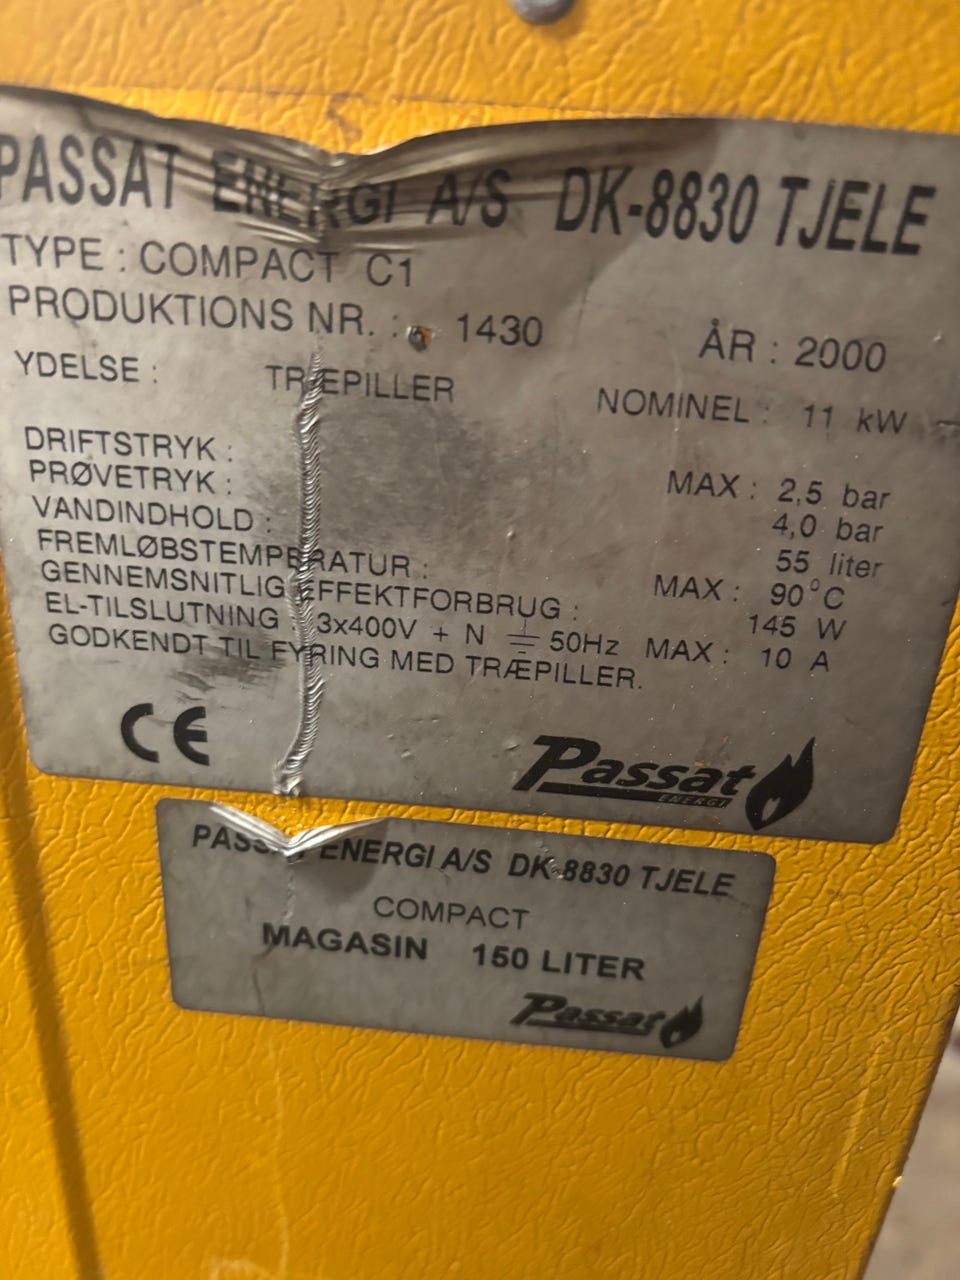 PASSAT ENERGI A/S DK-8830 TJELE
TYPE : COMPACT C1
PRODUKTIONS NR. : 1430 ÅR : 2000
YDELSE : TRÆPILLER NOMINEL : 11 kW
DRIFTSTRYK : MAX : 2,5 bar
PRØVETRYK : 4,0 bar
VANDINDHOLD : 55 liter
FREMLØBSTEMPERATUR : MAX : 90°C
GENNEMSNITLIG EFFEKTFORBRUG : 145 W
EL-TILSLUTNING : 3x400V + N ⏚ 50Hz MAX : 10 A
GODKENDT TIL FYRING MED TRÆPILLER.
CE
Passat
ENERGI
PASSAT ENERGI A/S DK-8830 TJELE
COMPACT
MAGASIN 150 LITER
Passat